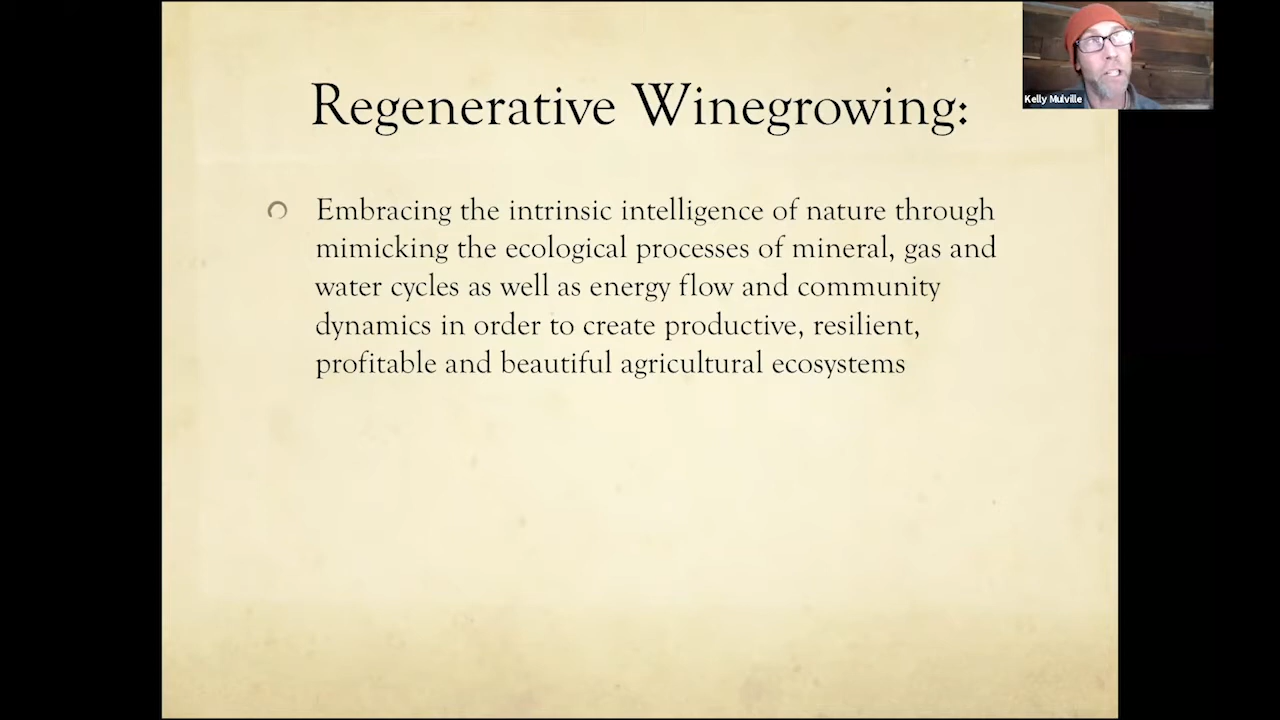 Regenerative Winegrowing:
Embracing the intrinsic intelligence of nature through
mimicking the ecological processes of mineral, gas and
water cycles as well as energy flow and community
dynamics in order to create productive, resilient,
profitable and beautiful agricultural ecosystems
Kelly Mulville